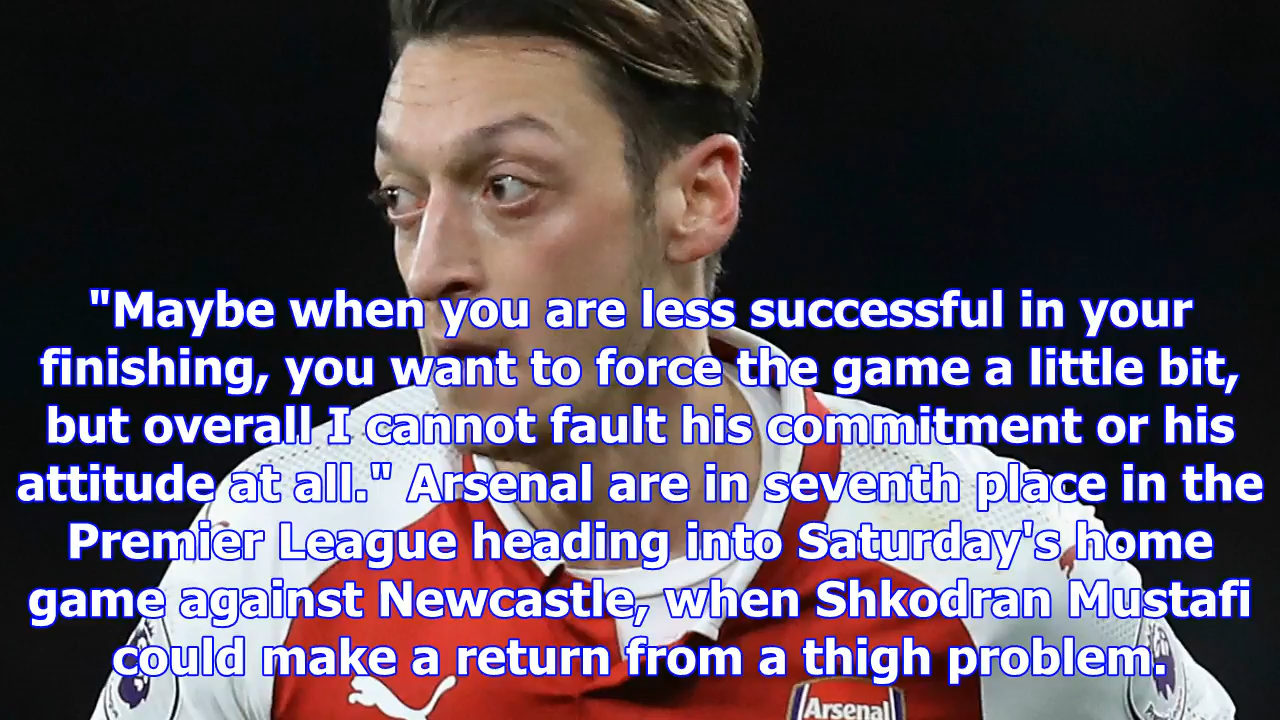 "Maybe when you are less successful in your
finishing, you want to force the game a little bit,
but overall I cannot fault his commitment or his
attitude at all." Arsenal are in seventh place in the
Premier League heading into Saturday's home
game against Newcastle, when Shkodran Mustafi
could make a return from a thigh problem.
Arsenal